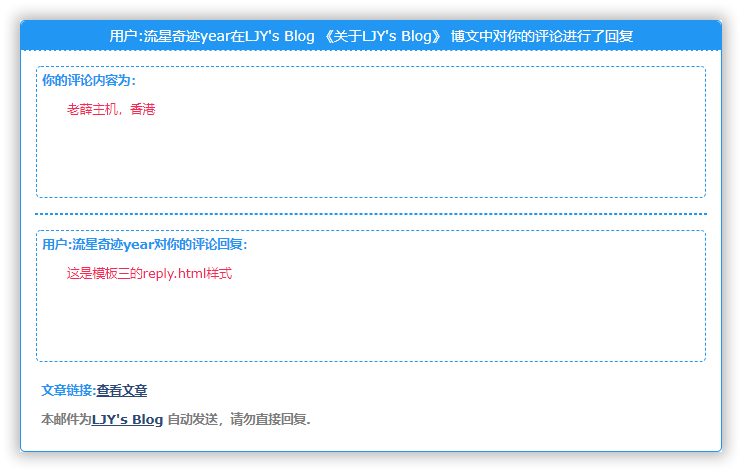 用户:流星奇迹year在LJY's Blog 《关于LJY's Blog》 博文中对你的评论进行了回复
你的评论内容为：
老薛主机，香港
用户:流星奇迹year对你的评论回复：
这是模板三的reply.html样式
文章链接:查看文章
本邮件为LJY's Blog 自动发送，请勿直接回复.